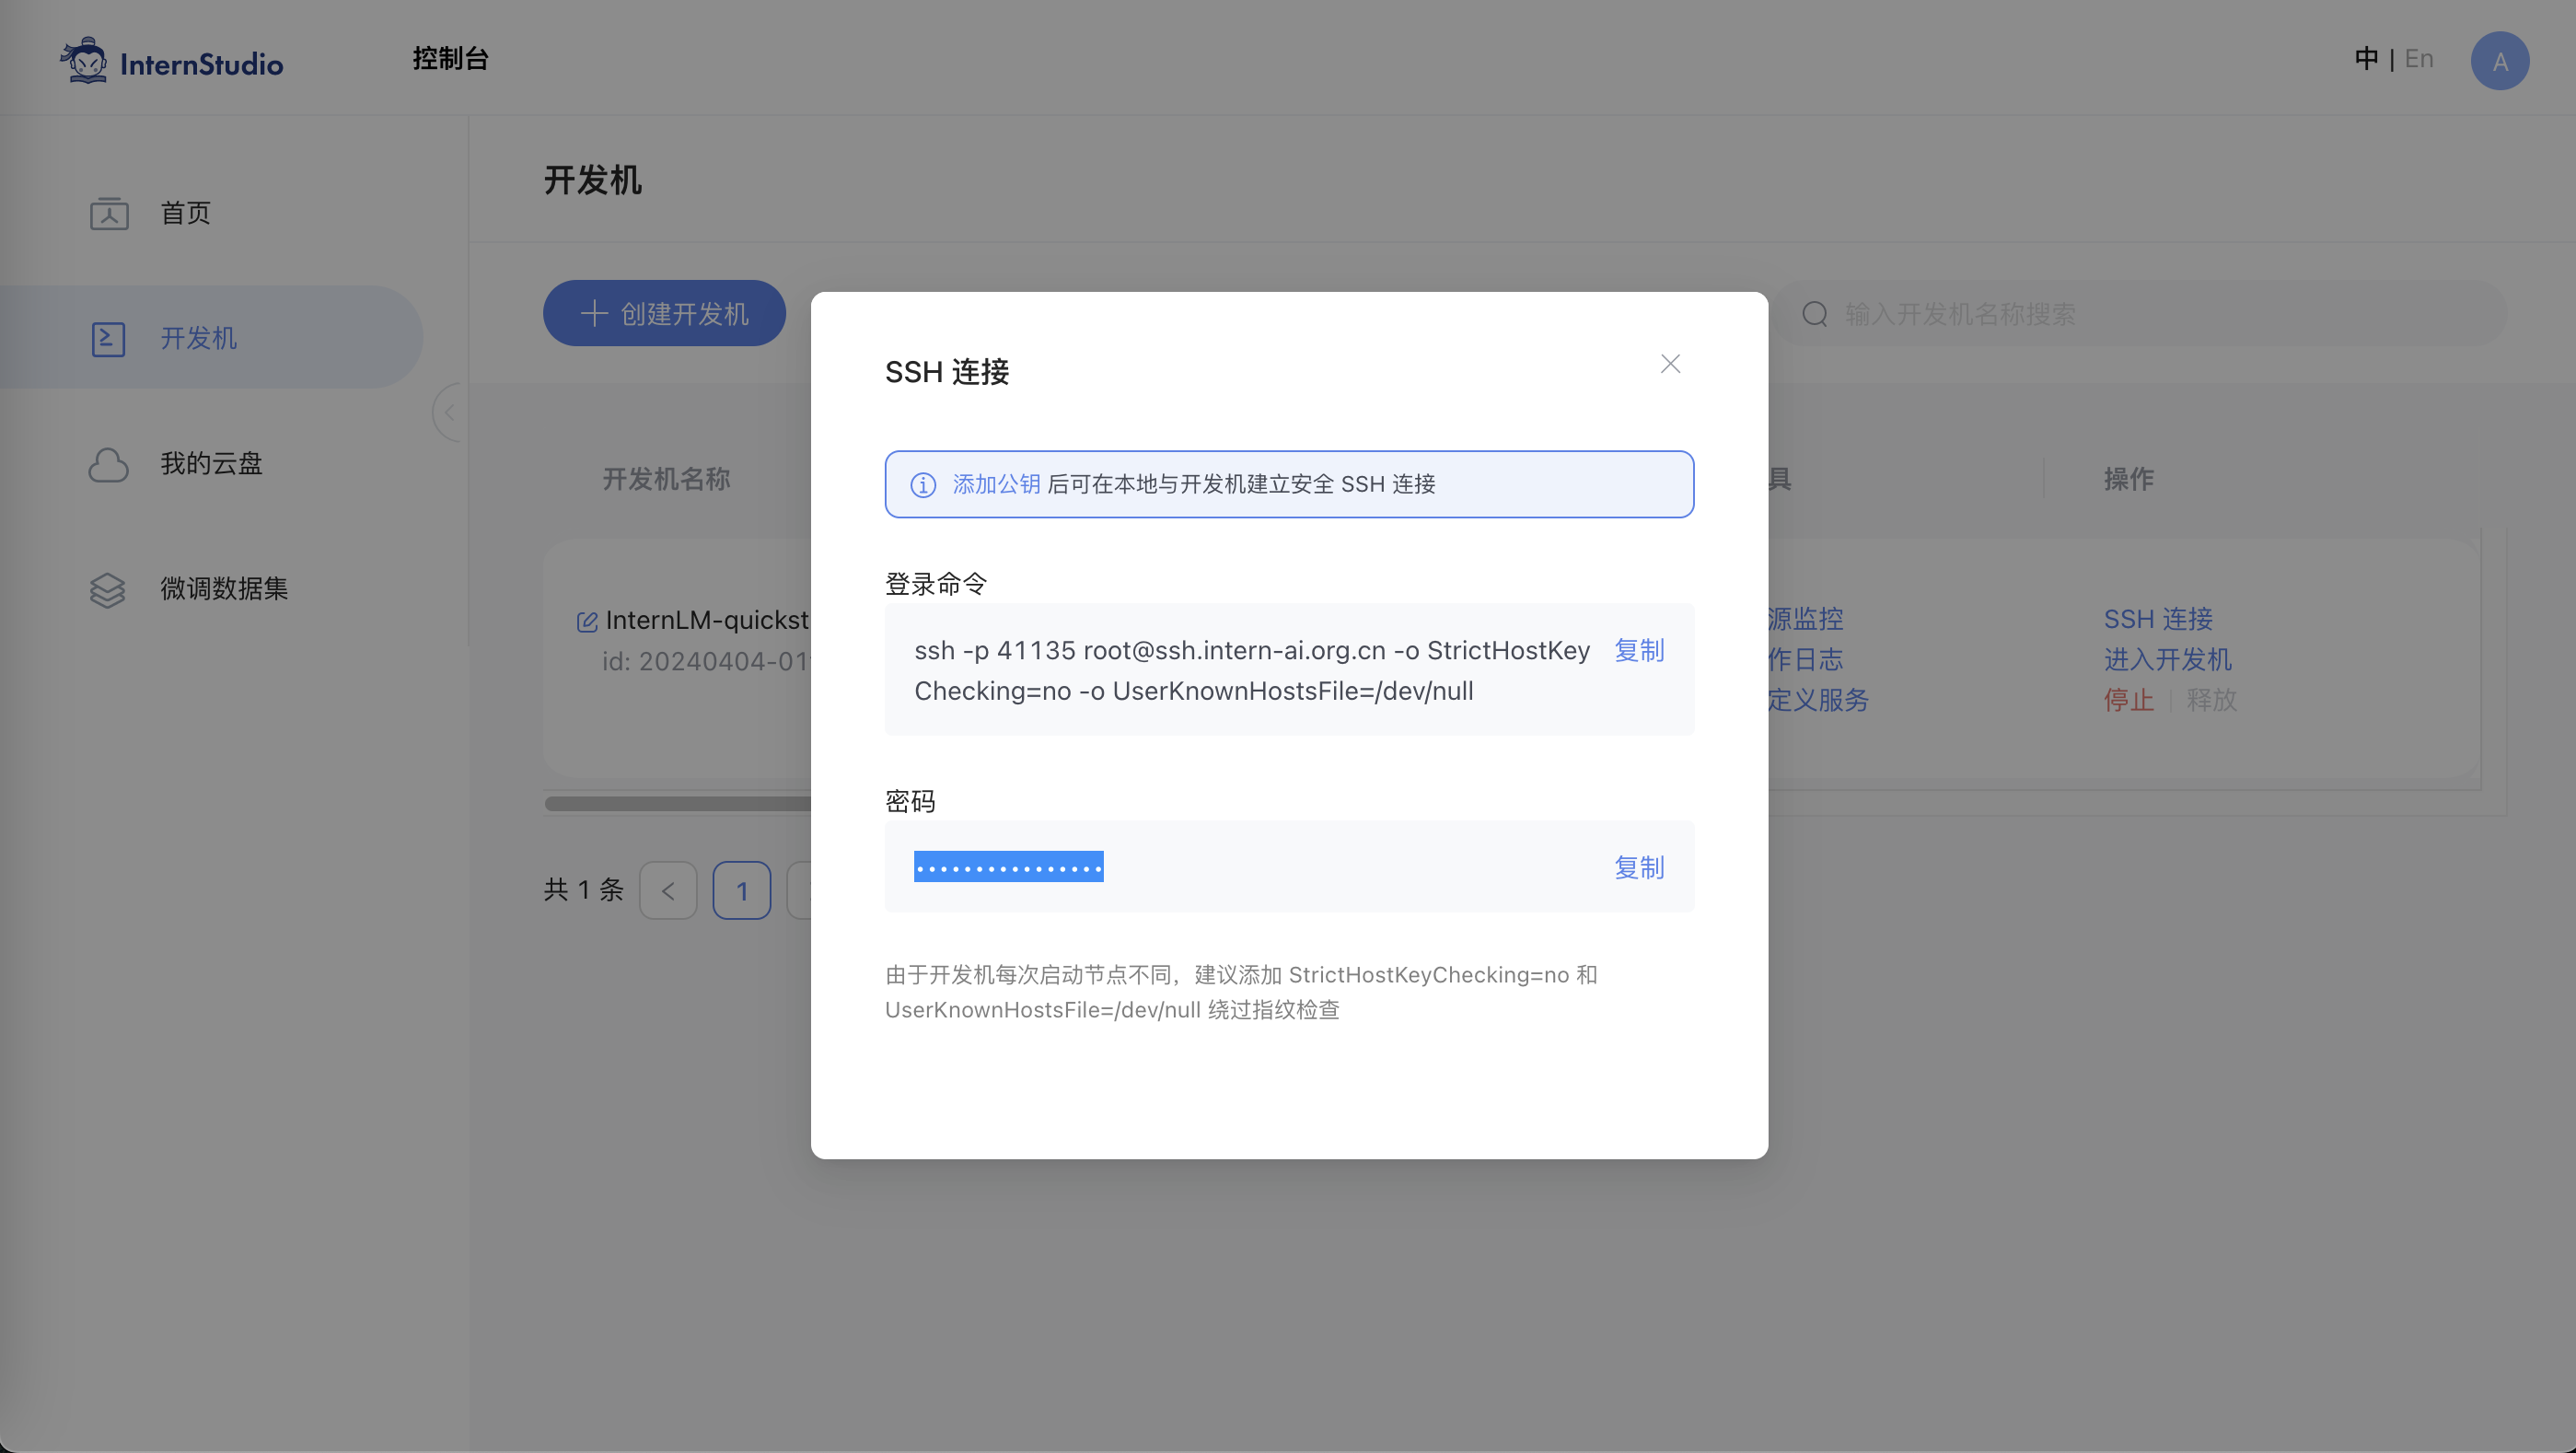 InternStudio
控制台
中 | En
A
首页
开发机
我的云盘
微调数据集
开发机
创建开发机
输入开发机名称搜索
开发机名称
具
操作
InternLM-quickst
id: 20240404-01
源监控
作日志
定义服务
SSH 连接
进入开发机
停止 | 释放
共 1 条
<
1
SSH 连接
添加公钥 后可在本地与开发机建立安全 SSH 连接
登录命令
ssh -p 41135 root@ssh.intern-ai.org.cn -o StrictHostKey
Checking=no -o UserKnownHostsFile=/dev/null
复制
密码
••••••••••••••••
复制
由于开发机每次启动节点不同，建议添加 StrictHostKeyChecking=no 和
UserKnownHostsFile=/dev/null 绕过指纹检查